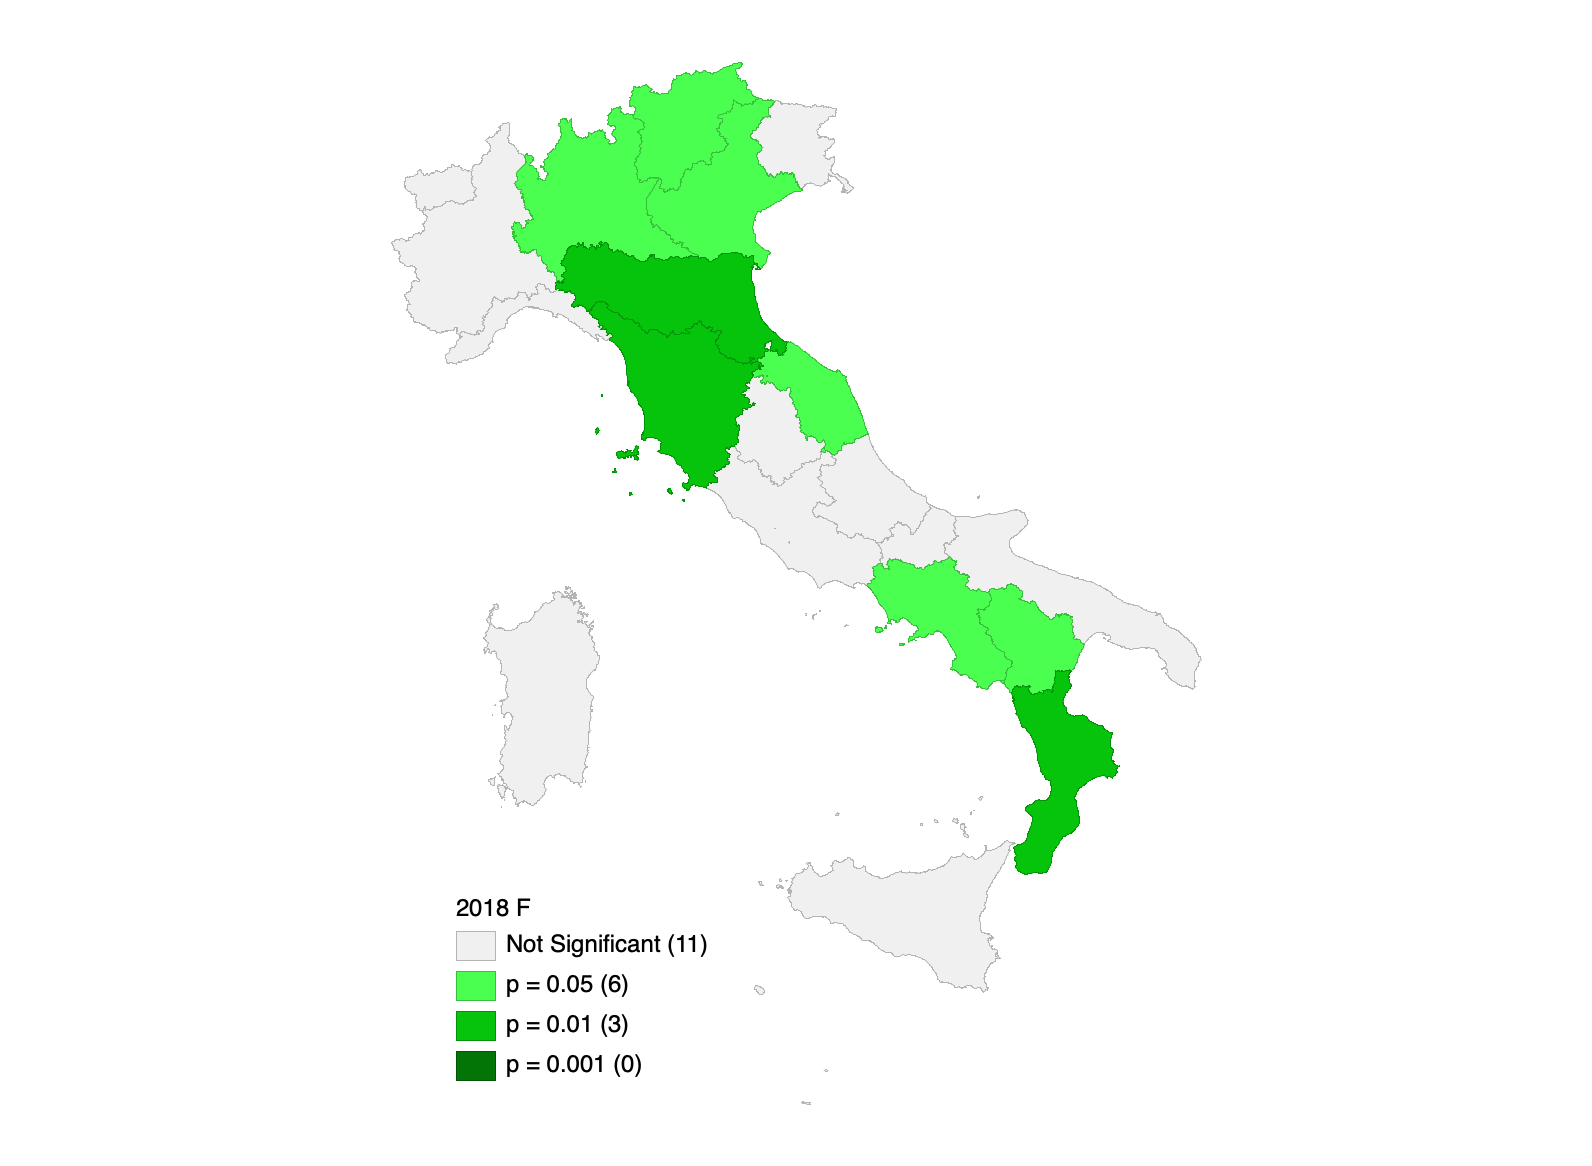 2018 F
Not Significant (11)
p = 0.05 (6)
p = 0.01 (3)
p = 0.001 (0)